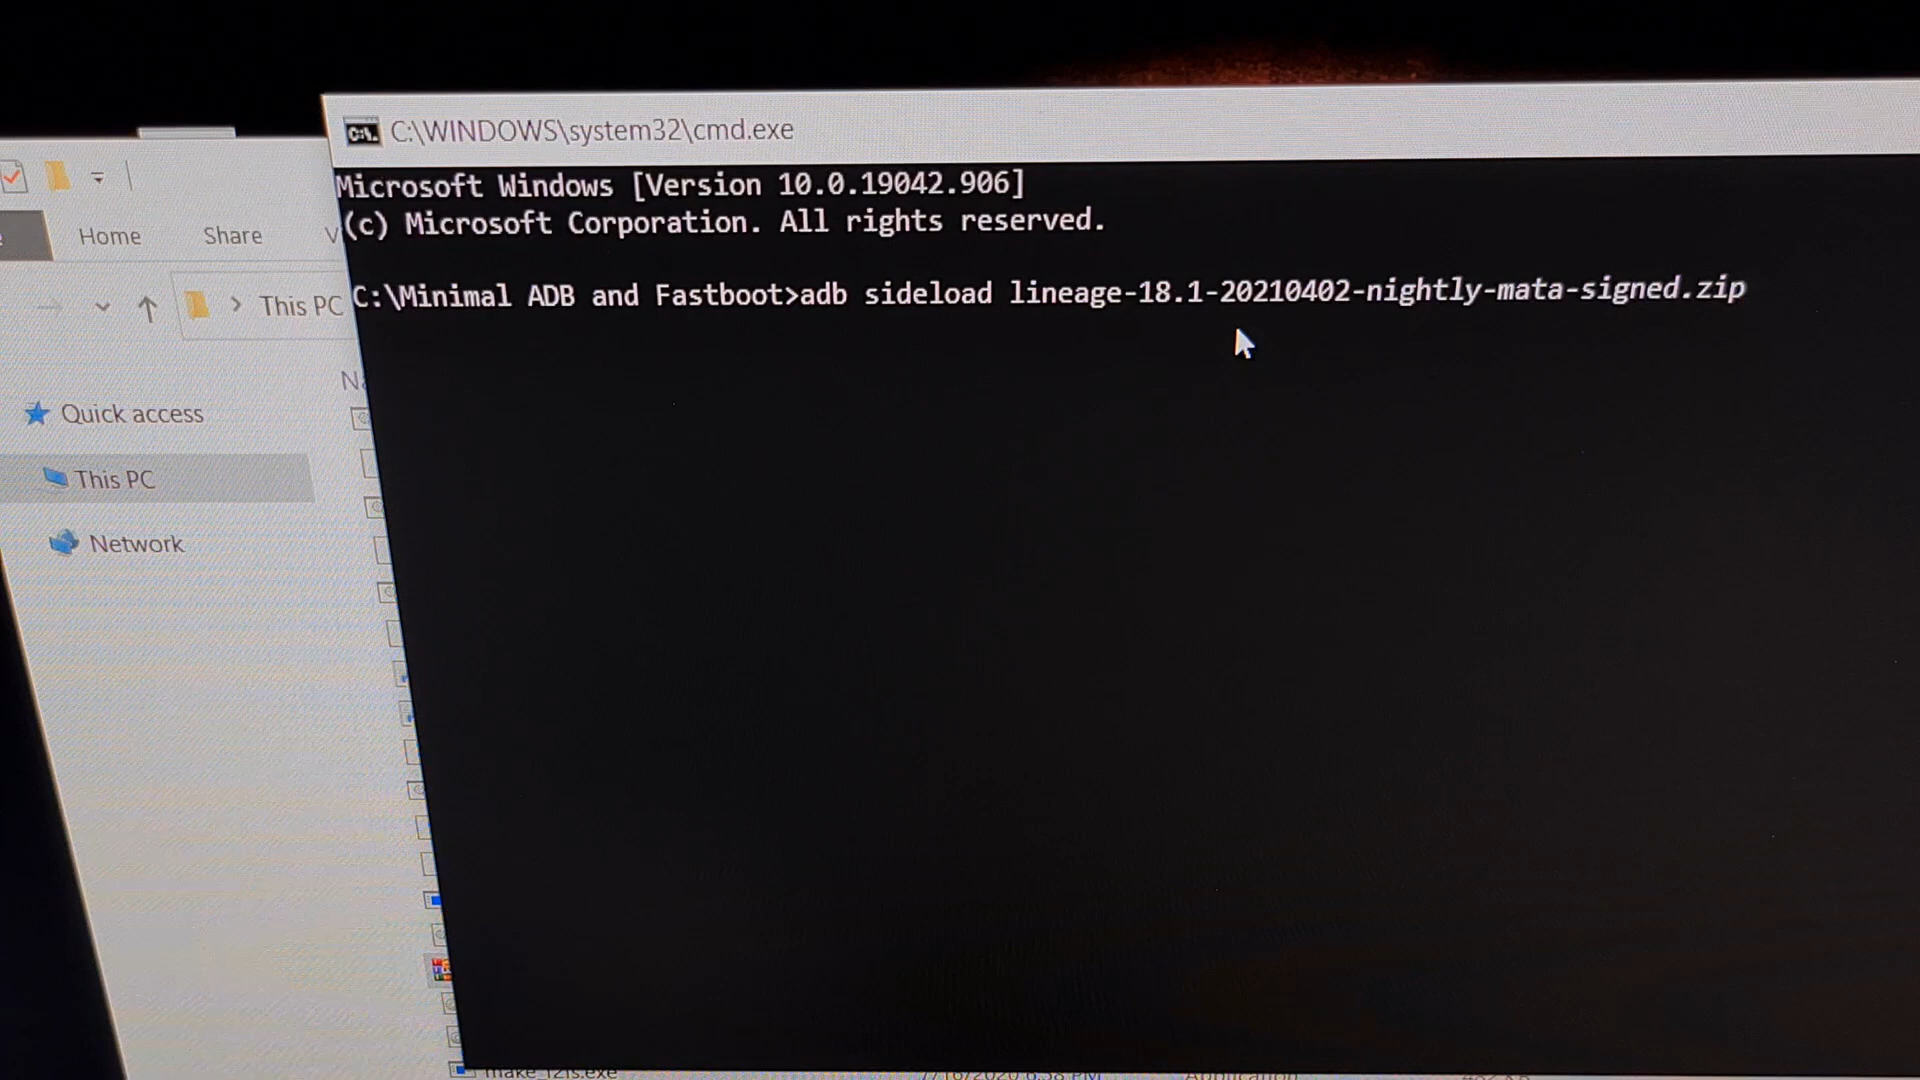 C:\WINDOWS\system32\cmd.exe
Microsoft Windows [Version 10.0.19042.906]
(c) Microsoft Corporation. All rights reserved.
C:\Minimal ADB and Fastboot>adb sideload lineage-18.1-20210402-nightly-mata-signed.zip
Home Share V
> This PC
Quick access
This PC
Network